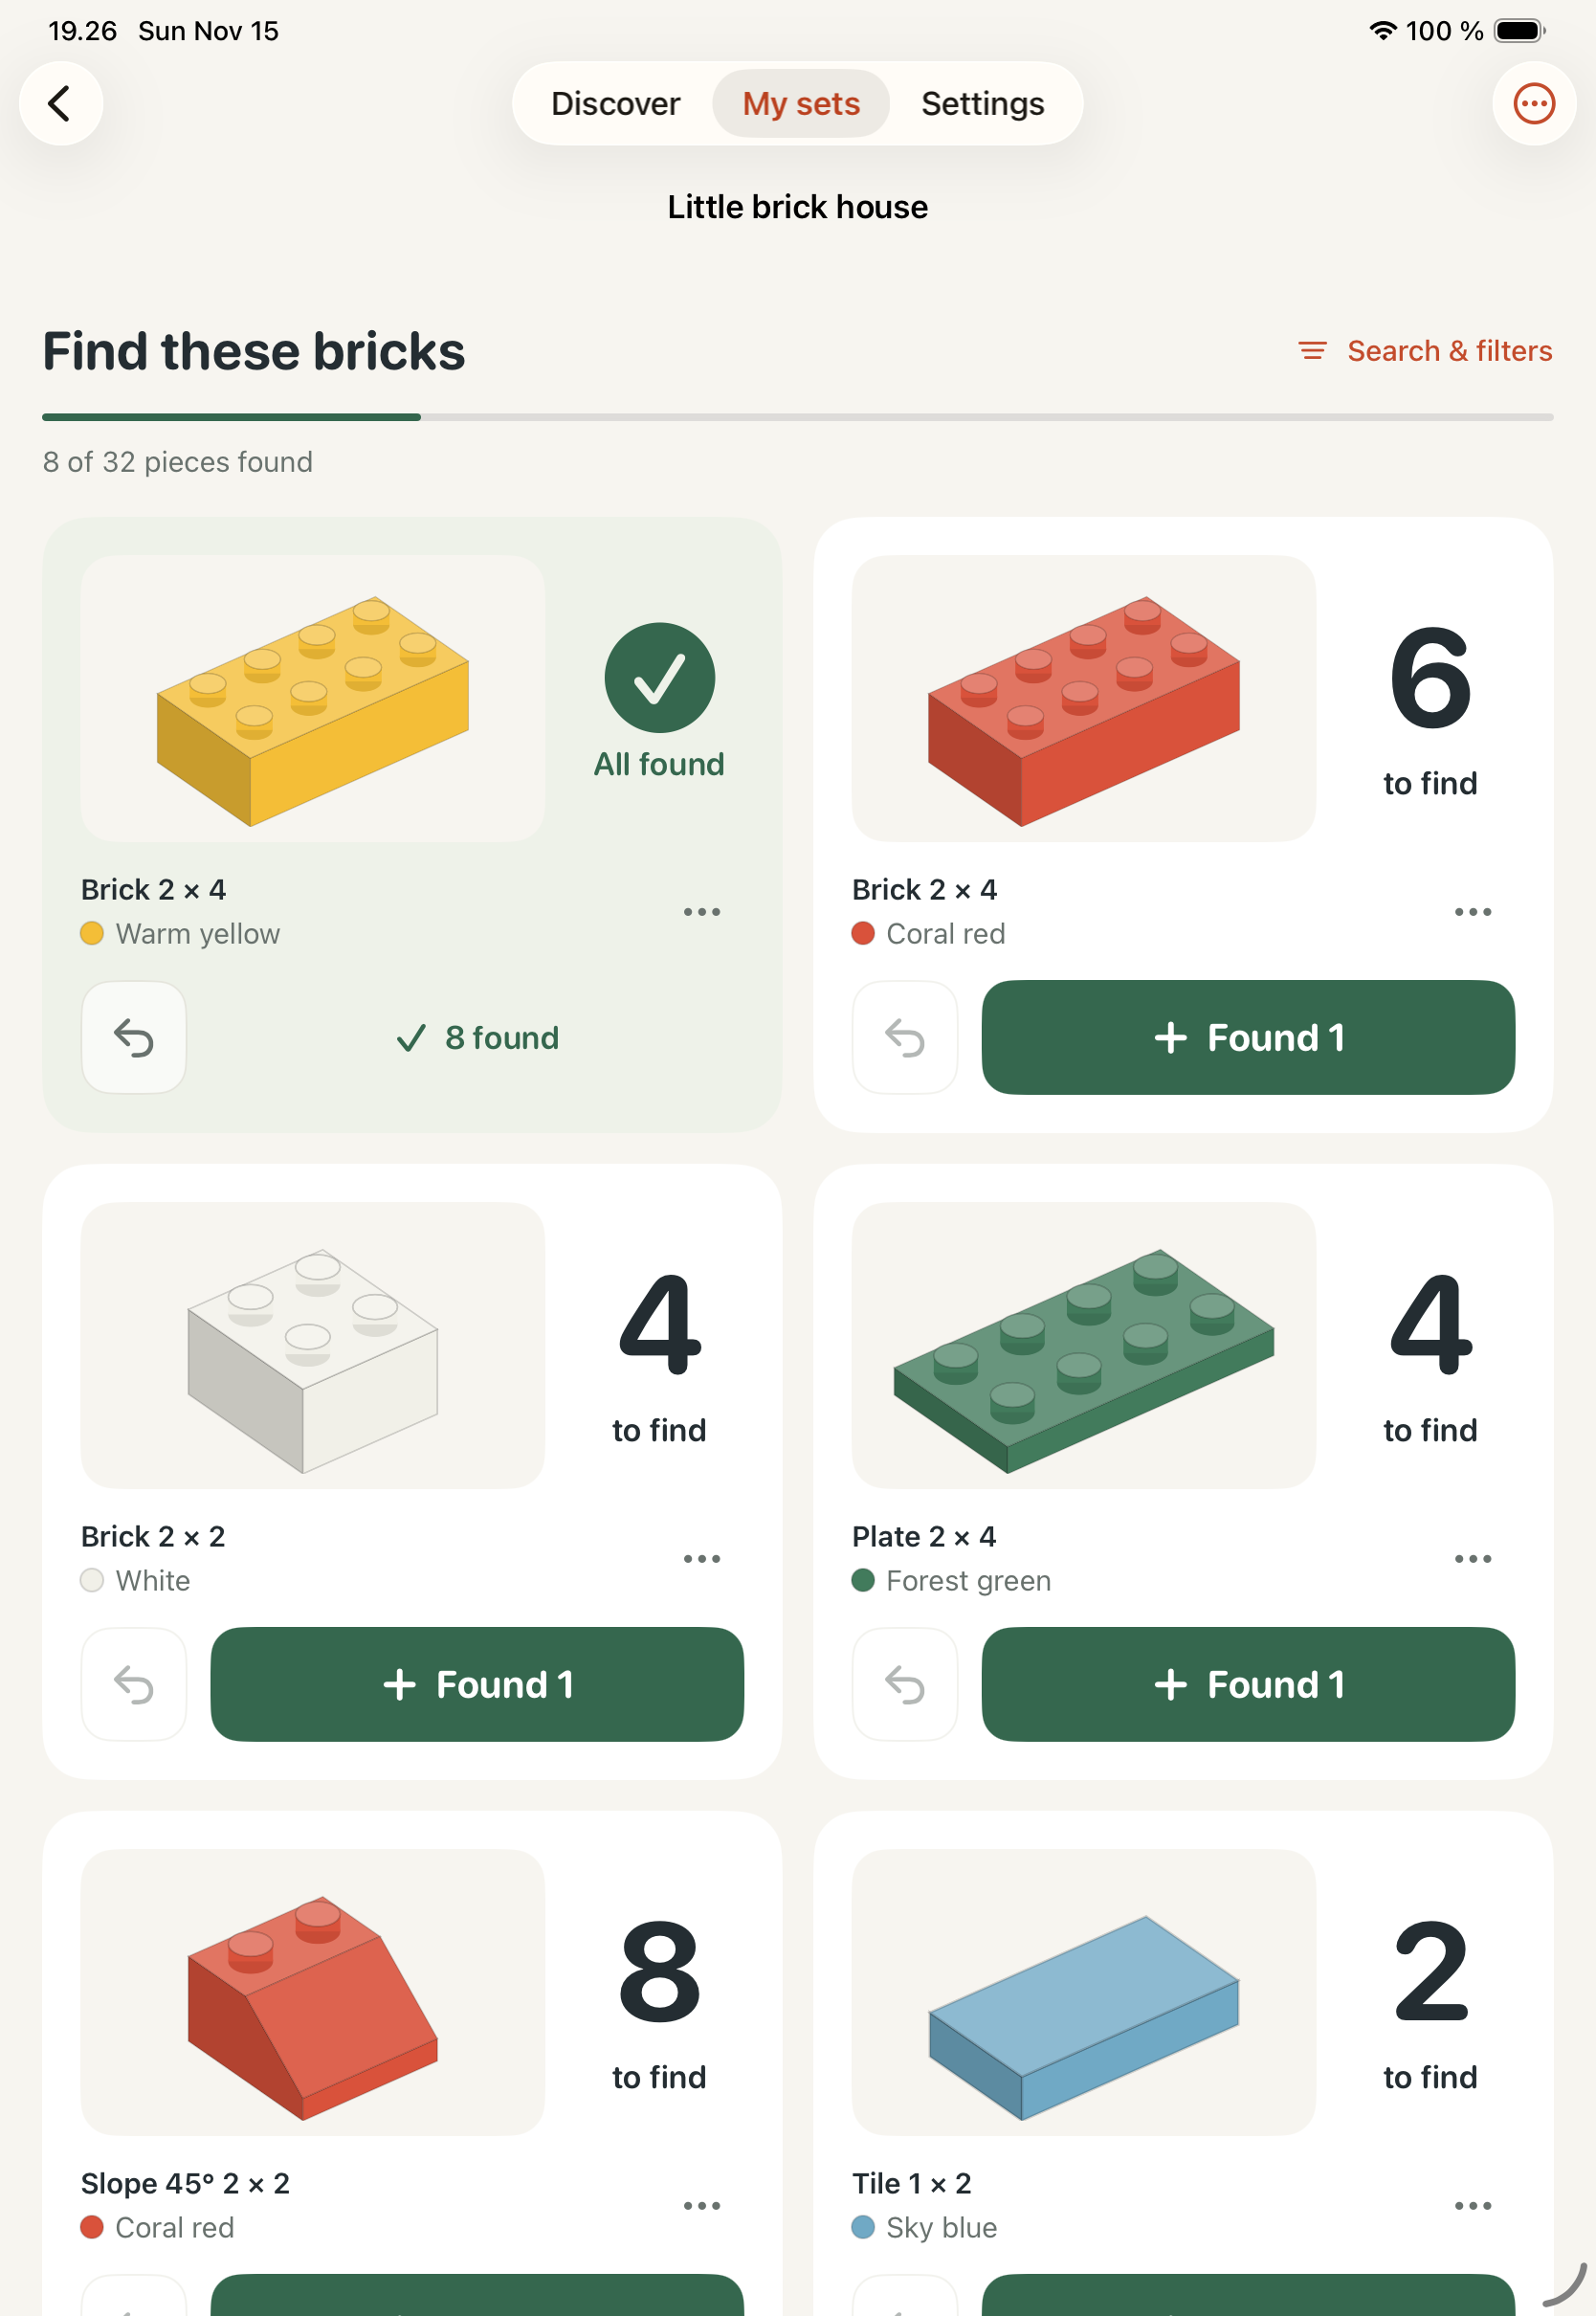 19.26 Sun Nov 15 100 %
Discover My sets Settings
Little brick house
Find these bricks Search & filters
8 of 32 pieces found
All found
6
to find
Brick 2 × 4
Warm yellow
Brick 2 × 4
Coral red
8 found
Found 1
4
to find
4
to find
Brick 2 × 2
White
Plate 2 × 4
Forest green
Found 1
Found 1
8
to find
2
to find
Slope 45° 2 × 2
Coral red
Tile 1 × 2
Sky blue